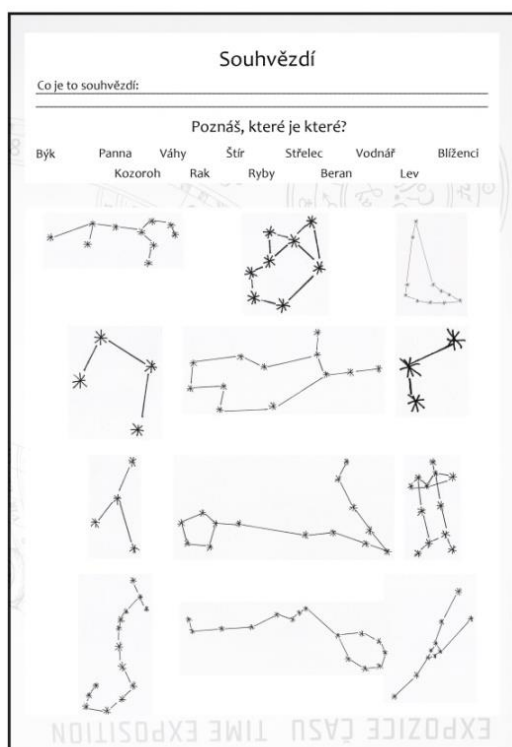 Souhvězdí
Co je to souhvězdí:
Poznáš, které je které?
Býk Panna Váhy Štír Střelec Vodnář Blíženci
Kozoroh Rak Ryby Beran Lev
EXPOZICE ČASU TIME EXPOSITION